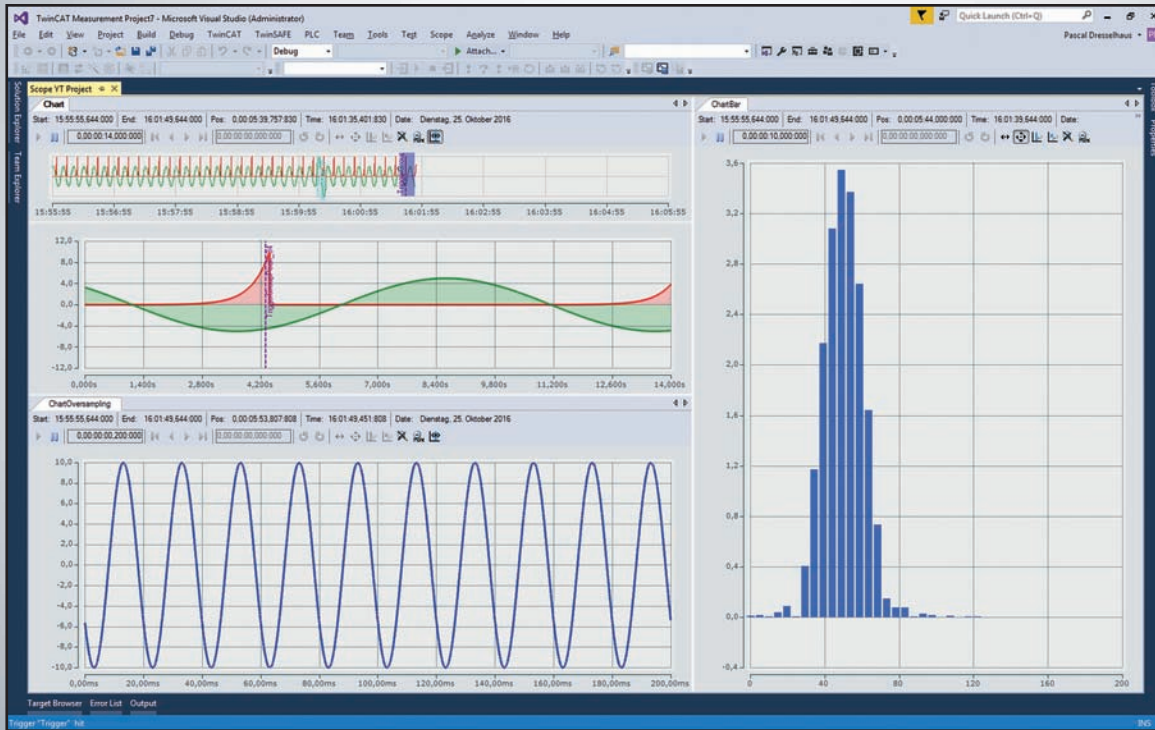 TwinCAT Measurement Project7 - Microsoft Visual Studio (Administrator)
Quick Launch (Ctrl+Q)
File Edit View Project Build Debug TwinCAT TwinSAFE PLC Team Tools Test Scope Analyze Window Help
Pascal Dresselhaus
Debug
Attach...
Solution Explorer
Team Explorer
Scope YT Project
Chart
Start: 15:55:55,644:000 End: 16:01:49,644:000 Pos: 0,00:05:39,757:830 Time: 16:01:35,401:830 Date: Dienstag, 25. Oktober 2016
0,00:00:14,000:000
0,00:00:00,000:000
15:55:55 15:56:55 15:57:55 15:58:55 15:59:55 16:00:55 16:01:55 16:02:55 16:03:55 16:04:55 16:05:55
12,0
8,0
4,0
0,0
-4,0
-8,0
-12,0
0,000s 1,400s 2,800s 4,200s 5,600s 7,000s 8,400s 9,800s 11,200s 12,600s 14,000s
ChartOversampling
Start: 15:55:55,644:000 End: 16:01:49,644:000 Pos: 0,00:05:53,807:808 Time: 16:01:49,451:808 Date: Dienstag, 25. Oktober 2016
0,00:00:00,200:000
0,00:00:00,000:000
10,0
8,0
6,0
4,0
2,0
0,0
-2,0
-4,0
-6,0
-8,0
-10,0
0,00ms 20,00ms 40,00ms 60,00ms 80,00ms 100,00ms 120,00ms 140,00ms 160,00ms 180,00ms 200,00ms
ChartBar
Start: 15:55:55,644:000 End: 16:01:49,644:000 Pos: 0,00:05:44,000:000 Time: 16:01:39,644:000 Date:
0,00:00:10,000:000
0,00:00:00,000:000
3,6
3,2
2,8
2,4
2,0
1,6
1,2
0,8
0,4
0,0
-0,4
0 40 80 120 160 200
Toolbox
Properties
Target Browser Error List Output
Trigger "Trigger" hit
INS